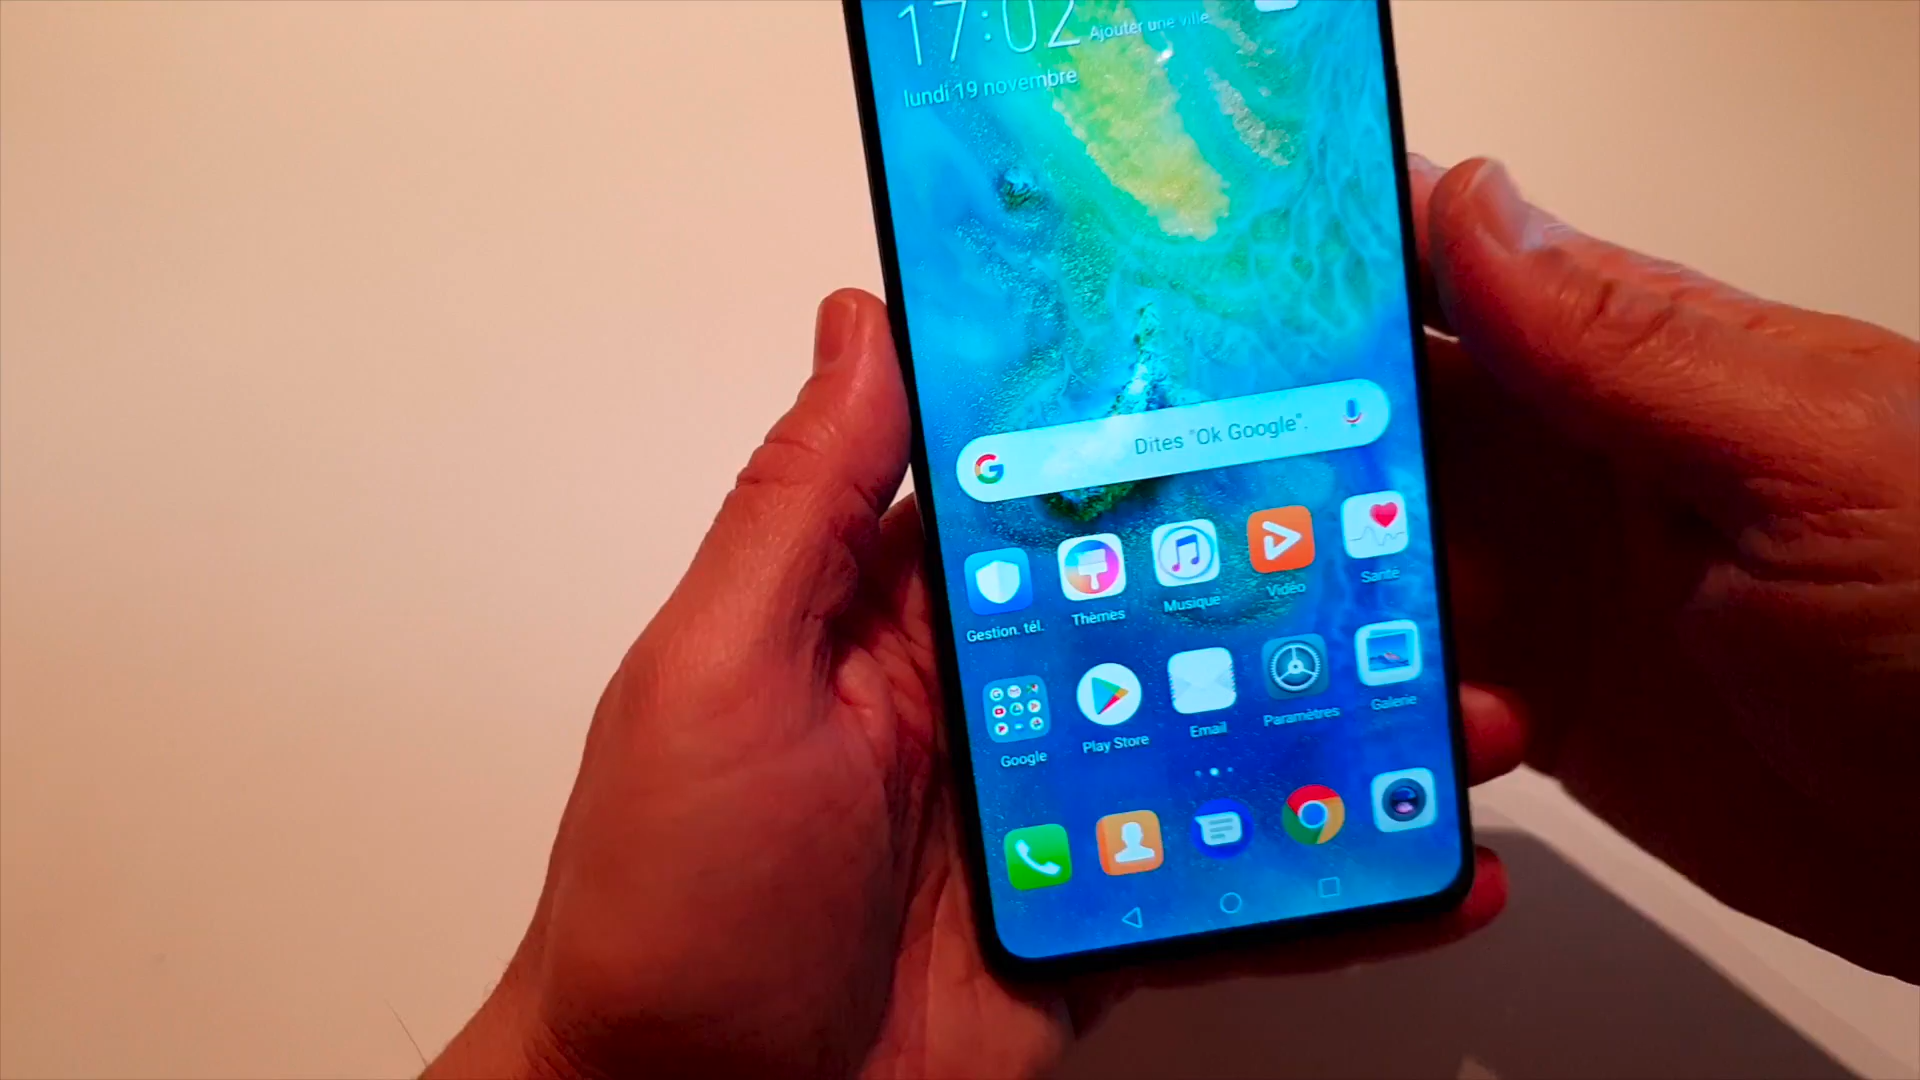 17:02
Ajouter une ville
lundi 19 novembre
G Dites "Ok Google".
Gestion. tél.
Thèmes
Musique
Vidéo
Santé
Google
Play Store
Email
Paramètres
Galerie